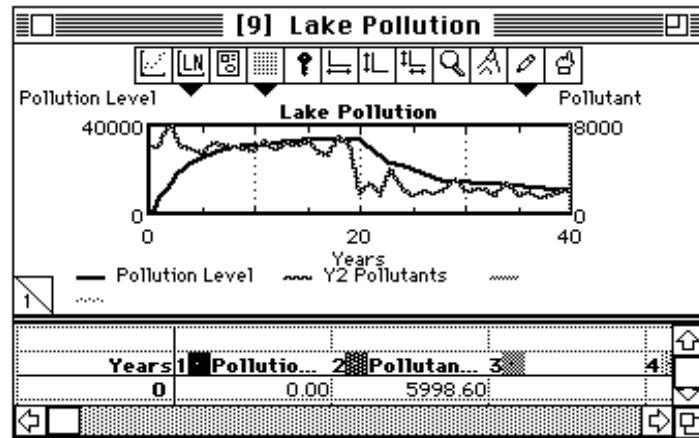 [9] Lake Pollution
LN
Pollution Level Pollutant
Lake Pollution
40000 8000
0 0
0 20 40
Years
Pollution Level Y2 Pollutants
1
Years 1 Pollutio... 2 Pollutan... 3 4
0 0.00 5998.60